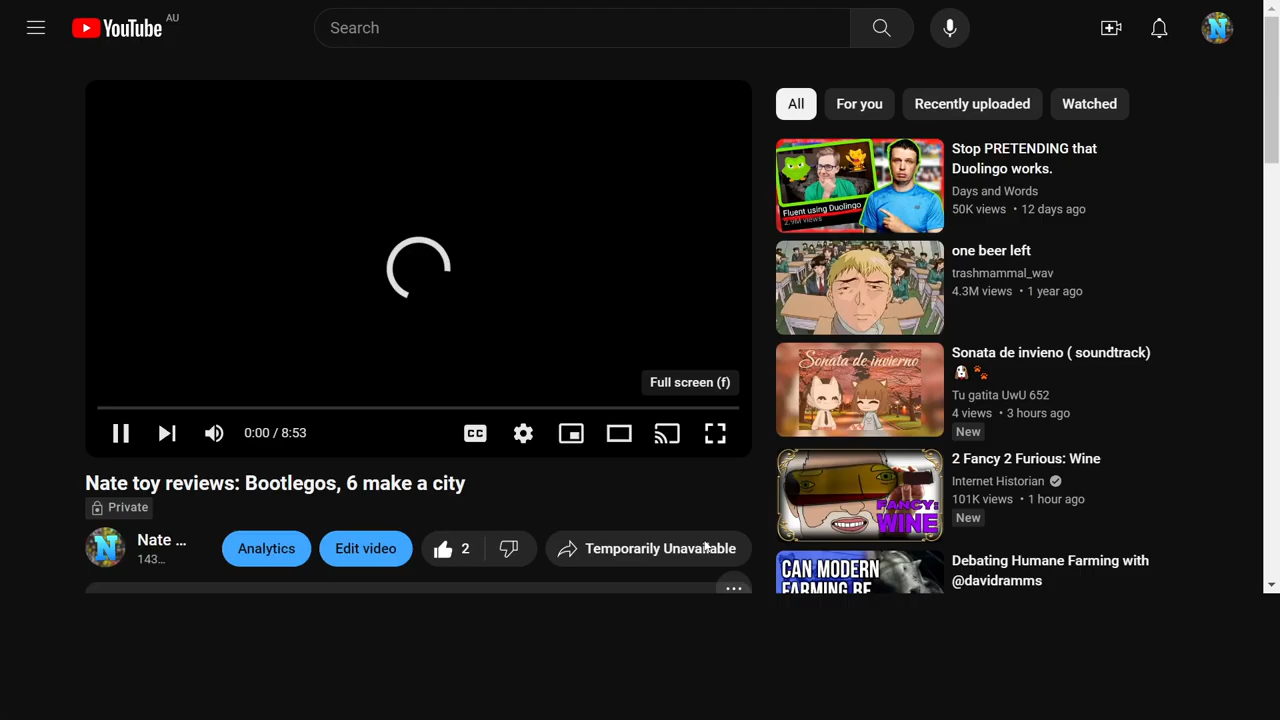 YouTube AU
Search
N
Full screen (f)
CC
0:00 / 8:53
Nate toy reviews: Bootlegos, 6 make a city
Private
N
Nate ...
143...
Analytics
Edit video
2
Temporarily Unavailable
...
All
For you
Recently uploaded
Watched
Fluent using Duolingo
2.9M views
Stop PRETENDING that
Duolingo works.
Days and Words
50K views • 12 days ago
one beer left
trashmammal_wav
4.3M views • 1 year ago
Sonata de invierno
Sonata de invieno ( soundtrack)
Tu gatita UwU 652
4 views • 3 hours ago
New
FANCY:
WINE
2 Fancy 2 Furious: Wine
Internet Historian
101K views • 1 hour ago
New
CAN MODERN
FARMING BE
Debating Humane Farming with
@davidramms